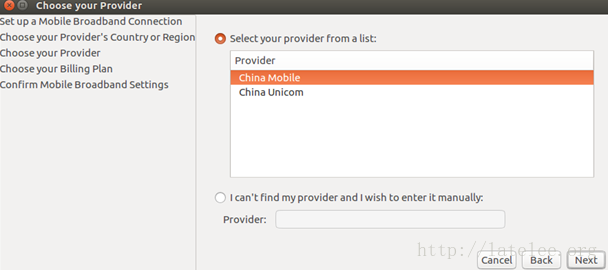 Choose your Provider
Set up a Mobile Broadband Connection
Choose your Provider's Country or Region
Choose your Provider
Choose your Billing Plan
Confirm Mobile Broadband Settings
Select your provider from a list:
Provider
China Mobile
China Unicom
I can't find my provider and I wish to enter it manually:
Provider:
http://latelee.org
Cancel Back Next